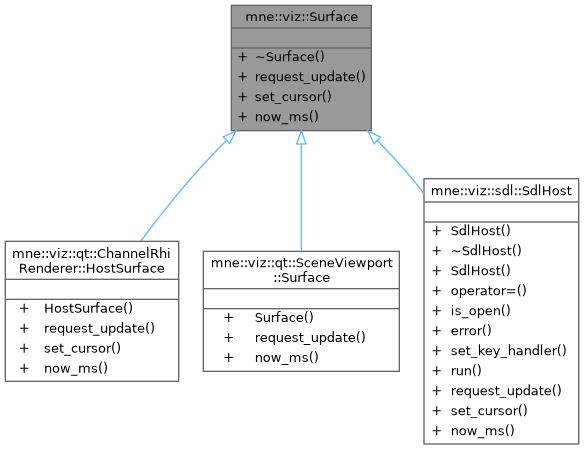 mne::viz::Surface
+ ~Surface()
+ request_update()
+ set_cursor()
+ now_ms()
mne::viz::qt::ChannelRhi
Renderer::HostSurface
+ HostSurface()
+ request_update()
+ set_cursor()
+ now_ms()
mne::viz::qt::SceneViewport
::Surface
+ Surface()
+ request_update()
+ now_ms()
mne::viz::sdl::SdlHost
+ SdlHost()
+ ~SdlHost()
+ SdlHost()
+ operator=()
+ is_open()
+ error()
+ set_key_handler()
+ run()
+ request_update()
+ set_cursor()
+ now_ms()